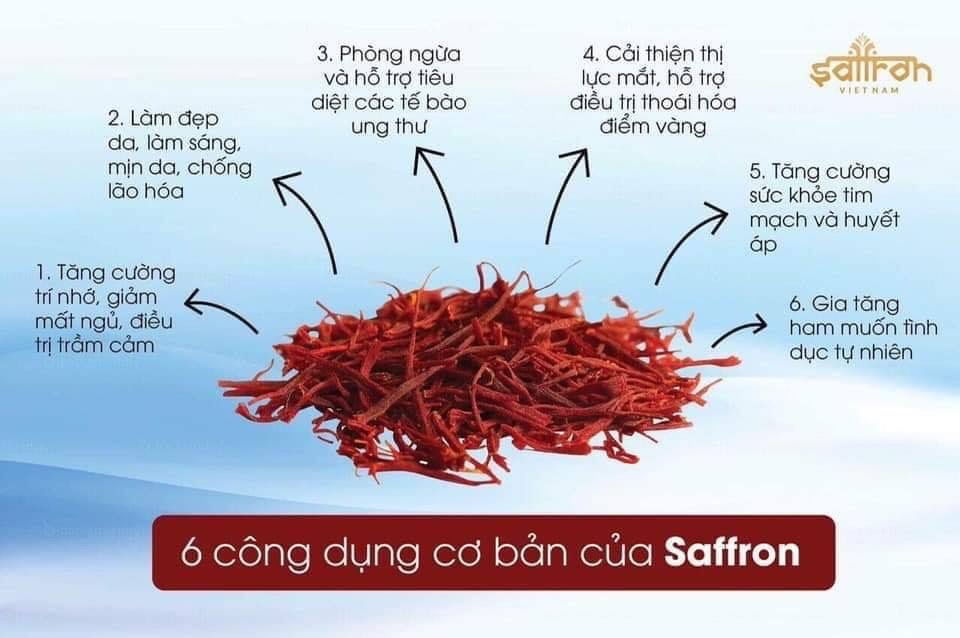 3. Phòng ngừa
và hỗ trợ tiêu
diệt các tế bào
ung thư
4. Cải thiện thị
lực mắt, hỗ trợ
điều trị thoái hóa
điểm vàng
saffron
VIETNAM
2. Làm đẹp
da, làm sáng,
mịn da, chống
lão hóa
5. Tăng cường
sức khỏe tim
mạch và huyết
áp
1. Tăng cường
trí nhớ, giảm
mất ngủ, điều
trị trầm cảm
6. Gia tăng
ham muốn tình
dục tự nhiên
6 công dụng cơ bản của Saffron